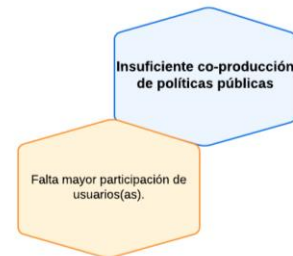 Insuficiente co-producción
de políticas públicas
Falta mayor participación de
usuarios(as).